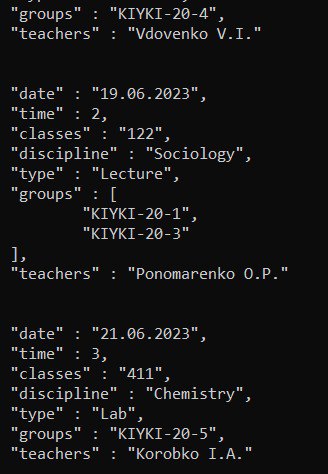 "groups" : "KIYKI-20-4",
"teachers" : "Vdovenko V.I."
"date" : "19.06.2023",
"time" : 2,
"classes" : "122",
"discipline" : "Sociology",
"type" : "Lecture",
"groups" : [
"KIYKI-20-1",
"KIYKI-20-3"
],
"teachers" : "Ponomarenko O.P."
"date" : "21.06.2023",
"time" : 3,
"classes" : "411",
"discipline" : "Chemistry",
"type" : "Lab",
"groups" : "KIYKI-20-5",
"teachers" : "Korobko I.A."